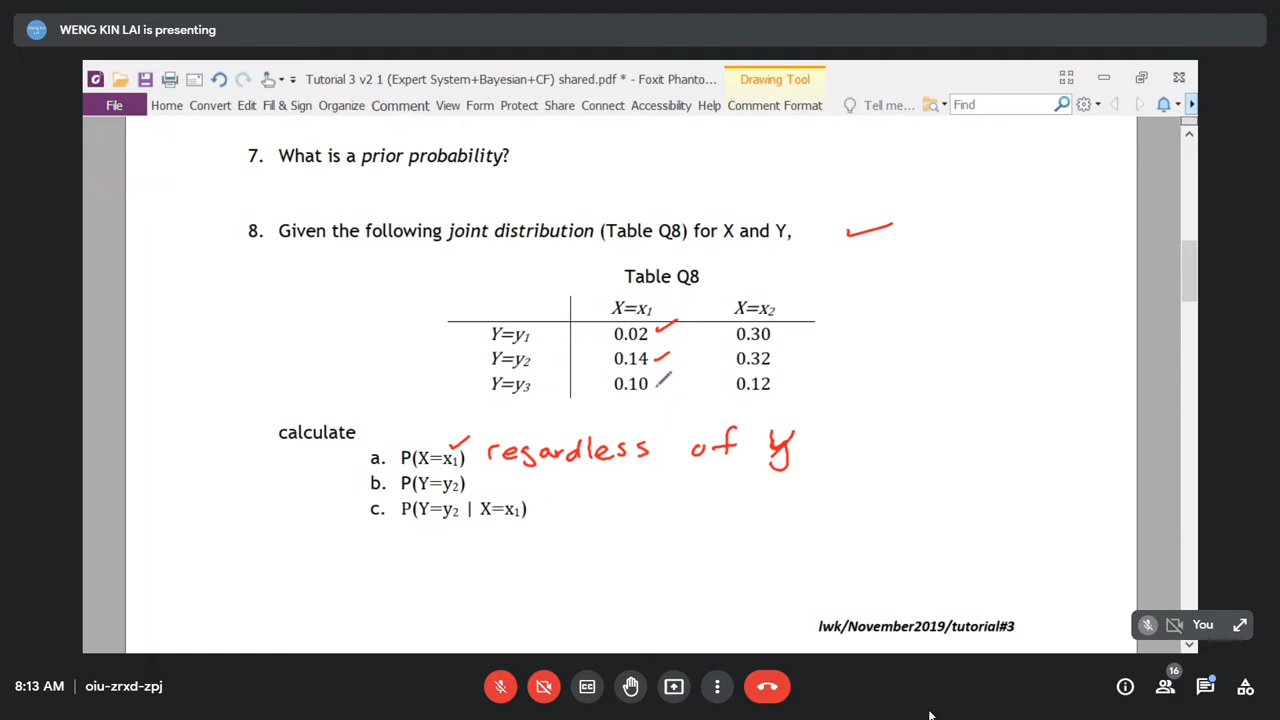 WENG KIN LAI is presenting
Tutorial 3 v2 1 (Expert System+Bayesian+CF) shared.pdf * - Foxit Phanto... Drawing Tool
File Home Convert Edit Fill & Sign Organize Comment View Form Protect Share Connect Accessibility Help Comment Format Tell me... Find
7. What is a prior probability?
8. Given the following joint distribution (Table Q8) for X and Y,
Table Q8
X=x₁ X=x₂
Y=y₁ 0.02 0.30
Y=y₂ 0.14 0.32
Y=y₃ 0.10 0.12
calculate
a. P(X=x₁) regardless of y
b. P(Y=y₂)
c. P(Y=y₂ | X=x₁)
lwk/November2019/tutorial#3
You
8:13 AM oiu-zrxd-zpj
16